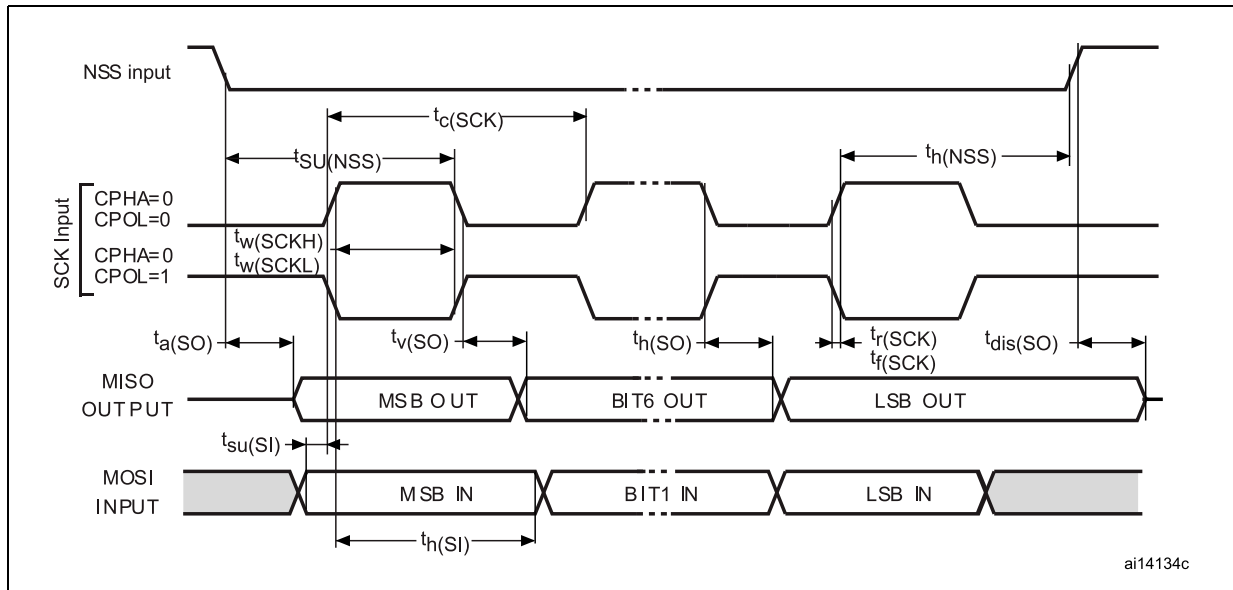 NSS input
tc(SCK)
tSU(NSS)
th(NSS)
SCK Input
CPHA=0
CPOL=0
tw(SCKH)
CPHA=0
tw(SCKL)
CPOL=1
ta(SO)
tv(SO)
th(SO)
tr(SCK)
tf(SCK)
tdis(SO)
MISO
OUTPUT
MSB OUT
BIT6 OUT
LSB OUT
tsu(SI)
MOSI
INPUT
MSB IN
BIT1 IN
LSB IN
th(SI)
ai14134c